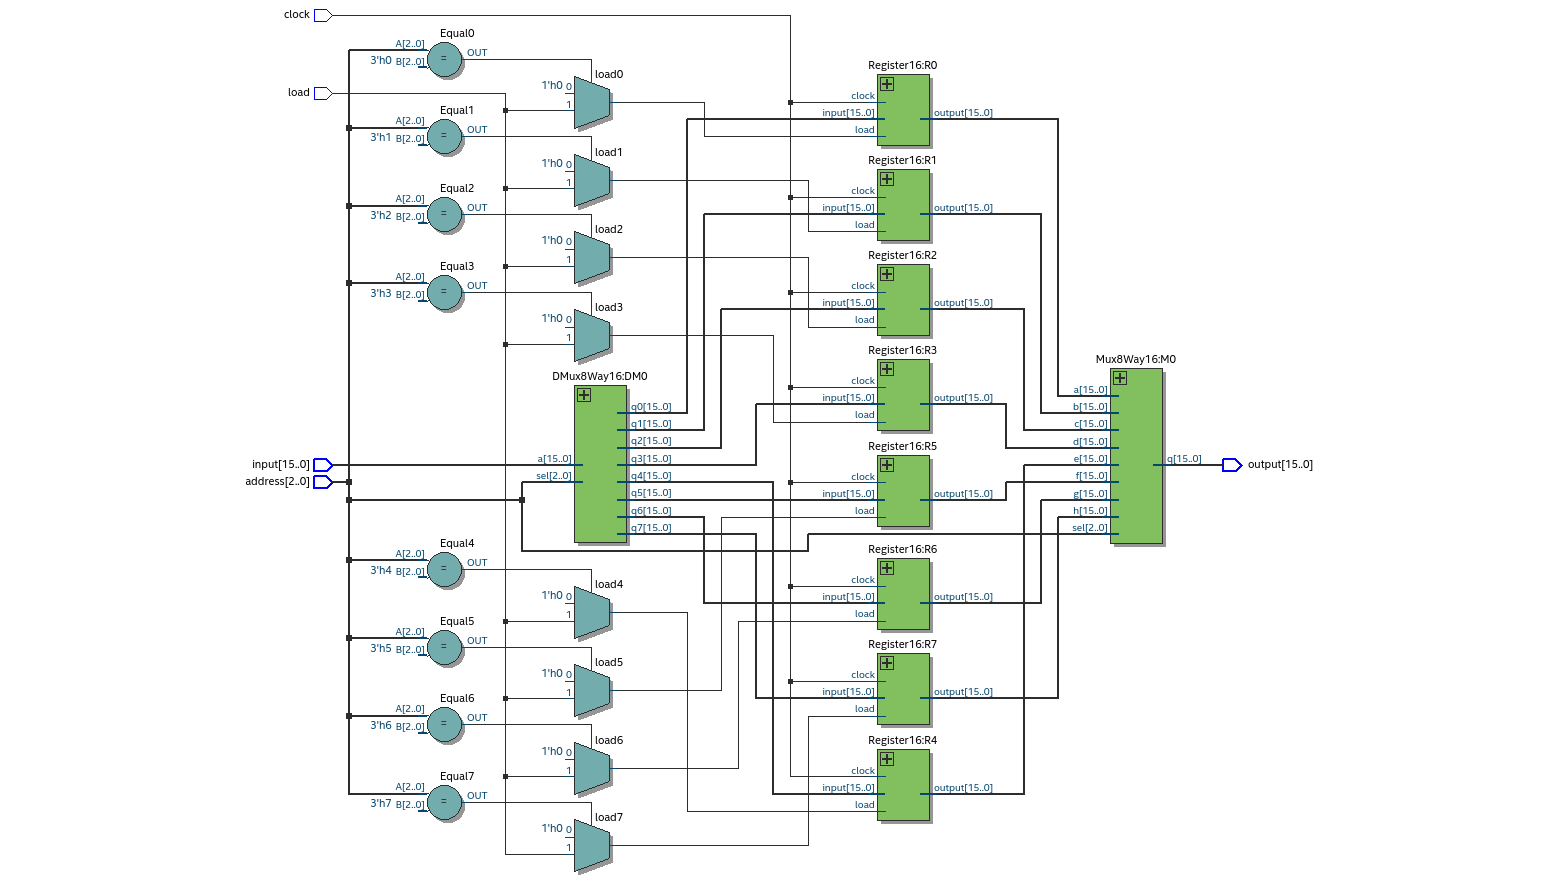 clock
Equal0
A[2..0]
3'h0 B[2..0]
=
OUT
load0
1'h0 0
1
load
Equal1
A[2..0]
3'h1 B[2..0]
=
OUT
load1
1'h0 0
1
Equal2
A[2..0]
3'h2 B[2..0]
=
OUT
load2
1'h0 0
1
Equal3
A[2..0]
3'h3 B[2..0]
=
OUT
load3
1'h0 0
1
DMux8Way16:DM0
a[15..0]
sel[2..0]
q0[15..0]
q1[15..0]
q2[15..0]
q3[15..0]
q4[15..0]
q5[15..0]
q6[15..0]
q7[15..0]
input[15..0]
address[2..0]
Equal4
A[2..0]
3'h4 B[2..0]
=
OUT
load4
1'h0 0
1
Equal5
A[2..0]
3'h5 B[2..0]
=
OUT
load5
1'h0 0
1
Equal6
A[2..0]
3'h6 B[2..0]
=
OUT
load6
1'h0 0
1
Equal7
A[2..0]
3'h7 B[2..0]
=
OUT
load7
1'h0 0
1
Register16:R0
clock
input[15..0]
load
output[15..0]
Register16:R1
clock
input[15..0]
load
output[15..0]
Register16:R2
clock
input[15..0]
load
output[15..0]
Register16:R3
clock
input[15..0]
load
output[15..0]
Register16:R5
clock
input[15..0]
load
output[15..0]
Register16:R6
clock
input[15..0]
load
output[15..0]
Register16:R7
clock
input[15..0]
load
output[15..0]
Register16:R4
clock
input[15..0]
load
output[15..0]
Mux8Way16:M0
a[15..0]
b[15..0]
c[15..0]
d[15..0]
e[15..0]
f[15..0]
g[15..0]
h[15..0]
sel[2..0]
q[15..0]
output[15..0]